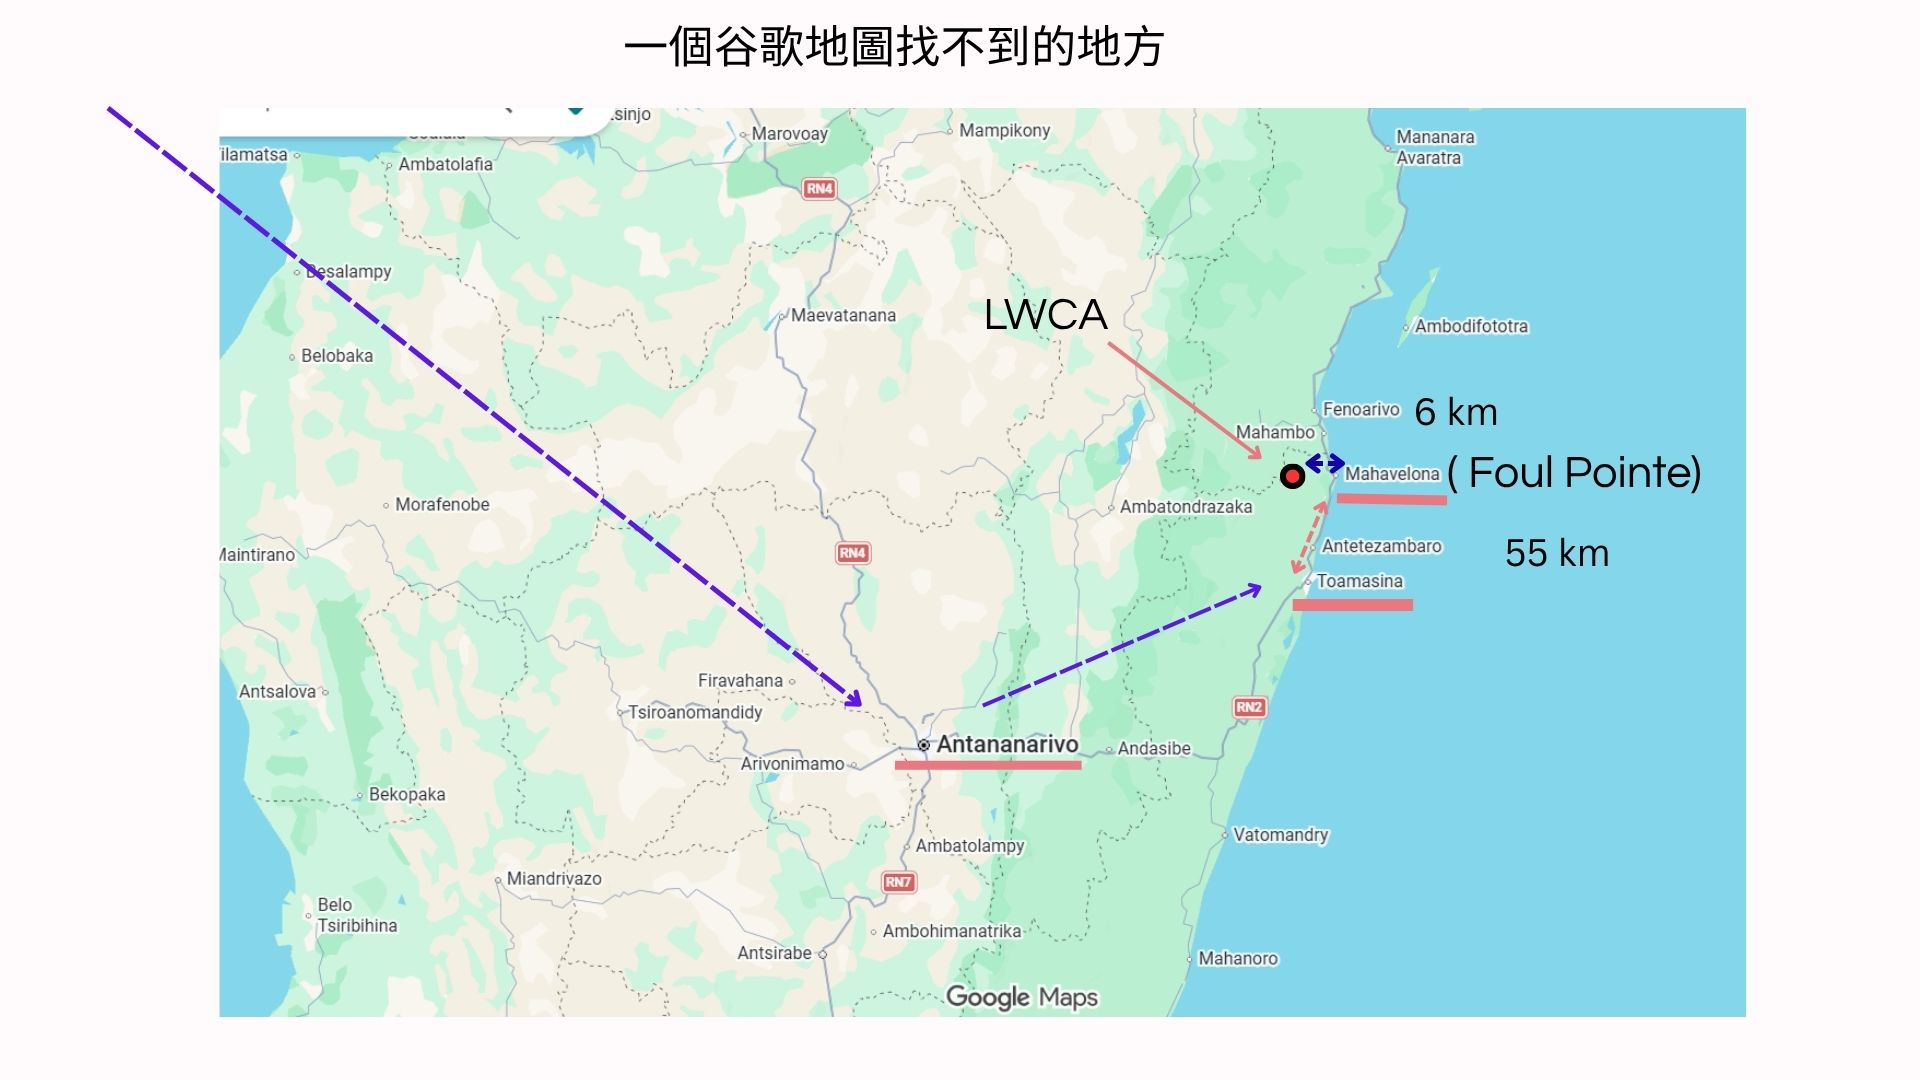 一個谷歌地圖找不到的地方
Marovoay
Mampikony
Mananara
Avaratra
Ambatolafia
RN4
Besalampy
LWCA
Maevatanana
Ambodifototra
Belobaka
Fenoarivo
6 km
Mahambo
Mahavelona
( Foul Pointe)
Morafenobe
Ambatondrazaka
Maintirano
RN4
Antetezambaro
55 km
Toamasina
Firavahana
Antsalova
Tsiroanomandidy
RN2
Antananarivo
Andasibe
Arivonimamo
Bekopaka
Vatomandry
Ambatolampy
Miandrivazo
RN7
Belo
Tsiribihina
Ambohimanatrika
Antsirabe
Mahanoro
Google Maps